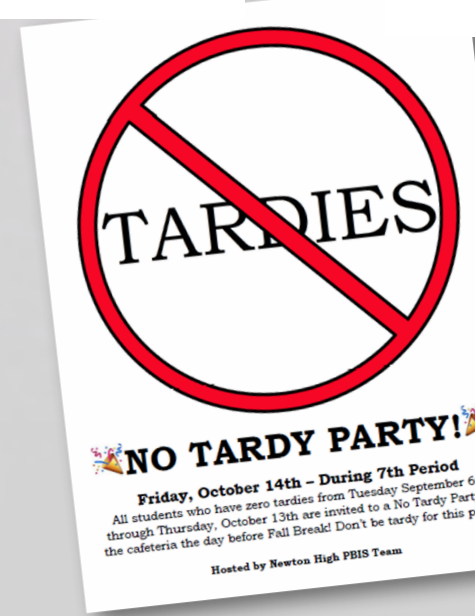 TARDIES
NO TARDY PARTY!
Friday, October 14th – During 7th Period
All students who have zero tardies from Tuesday September 6
through Thursday, October 13th are invited to a No Tardy
the cafeteria the day before Fall Break! Don't be tardy for this
Hosted by Newton High PBIS Team